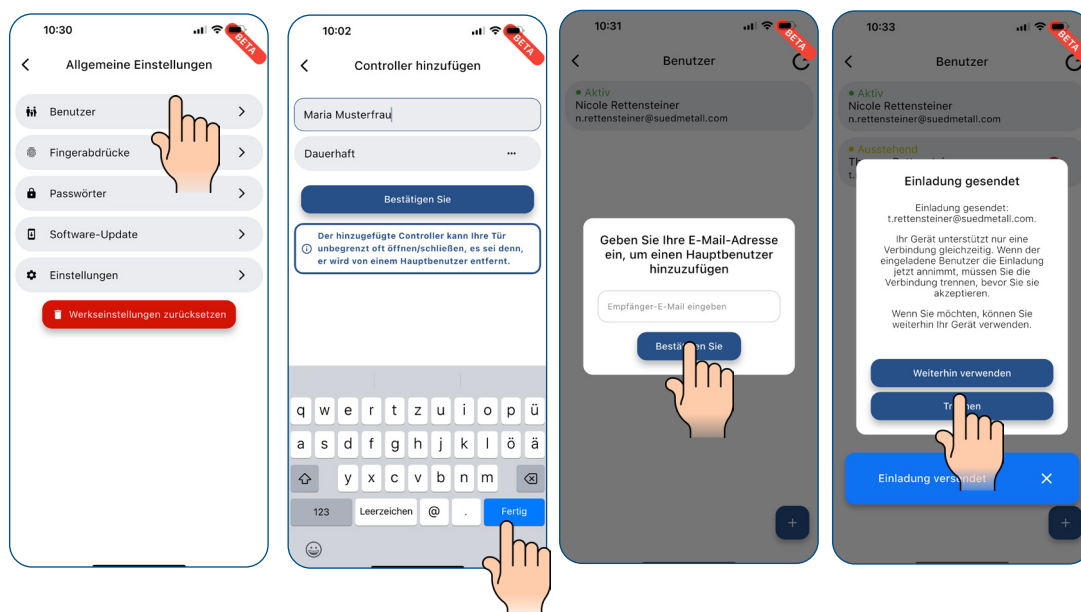 10:30
BETA
Allgemeine Einstellungen
Benutzer
Fingerabdrücke
Passwörter
Software-Update
Einstellungen
Werkseinstellungen zurücksetzen
10:02
BETA
Controller hinzufügen
Maria Musterfrau
Dauerhaft
Bestätigen Sie
Der hinzugefügte Controller kann Ihre Tür
unbegrenzt oft öffnen/schließen, es sei denn,
er wird von einem Hauptbenutzer entfernt.
q w e r t z u i o p ü
a s d f g h j k l ö ä
y x c v b n m
123 Leerzeichen @ . Fertig
10:31
BETA
Benutzer
Aktiv
Nicole Rettensteiner
n.rettensteiner@suedmetall.com
Geben Sie Ihre E-Mail-Adresse
ein, um einen Hauptbenutzer
hinzuzufügen
Empfänger-E-Mail eingeben
Bestätigen Sie
+
10:33
BETA
Benutzer
Aktiv
Nicole Rettensteiner
n.rettensteiner@suedmetall.com
Ausstehend
Einladung gesendet
Einladung gesendet:
t.rettensteiner@suedmetall.com.
Ihr Gerät unterstützt nur eine
Verbindung gleichzeitig. Wenn der
eingeladene Benutzer die Einladung
jetzt annimmt, müssen Sie die
Verbindung trennen, bevor Sie sie
akzeptieren.
Wenn Sie möchten, können Sie
weiterhin Ihr Gerät verwenden.
Weiterhin verwenden
Trennen
Einladung versendet
+